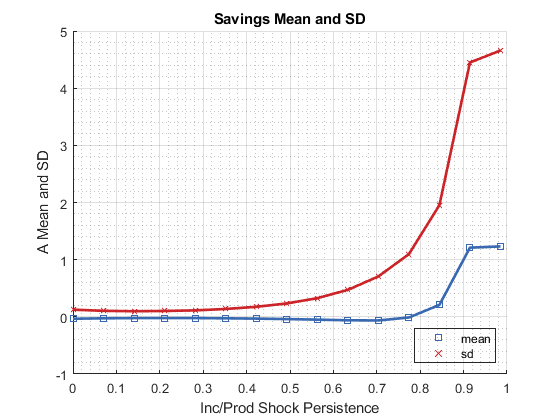 Savings Mean and SD
5
4
3
2
1
0
-1
A Mean and SD
0 0.1 0.2 0.3 0.4 0.5 0.6 0.7 0.8 0.9 1
Inc/Prod Shock Persistence
mean
sd